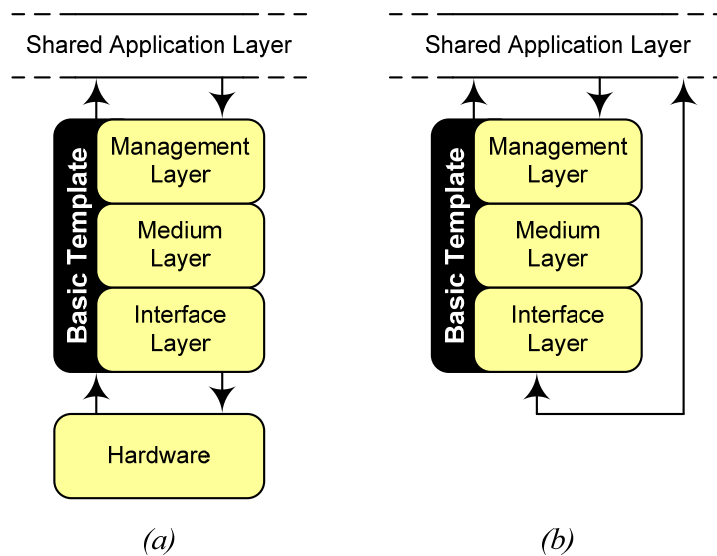 Shared Application Layer
Basic Template
Management
Layer
Medium
Layer
Interface
Layer
Hardware
(a)
Shared Application Layer
Basic Template
Management
Layer
Medium
Layer
Interface
Layer
(b)